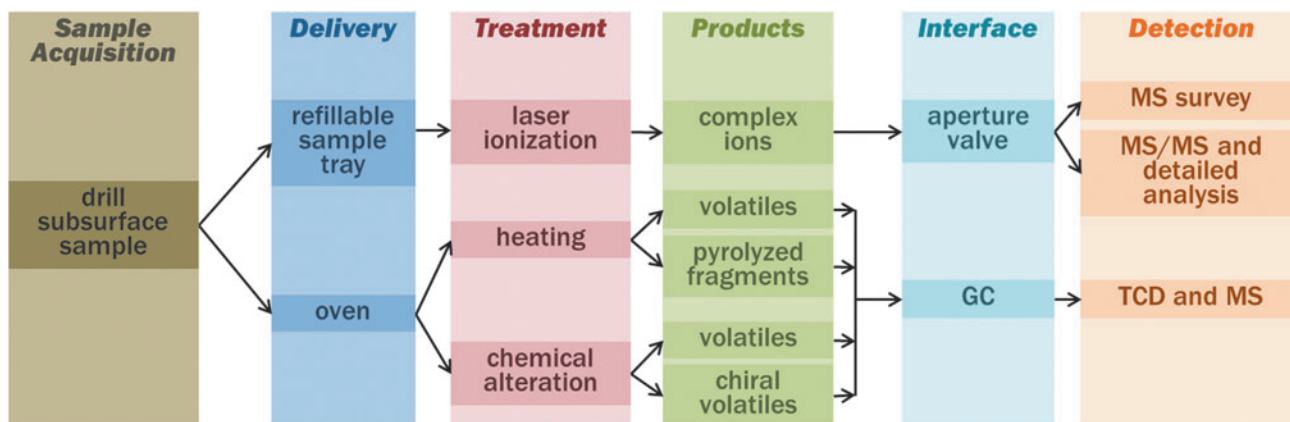 Sample
Acquisition
drill
subsurface
sample
Delivery
refillable
sample
tray
oven
Treatment
laser
ionization
heating
chemical
alteration
Products
complex
ions
volatiles
pyrolyzed
fragments
volatiles
chiral
volatiles
Interface
aperture
valve
GC
Detection
MS survey
MS/MS and
detailed
analysis
TCD and MS